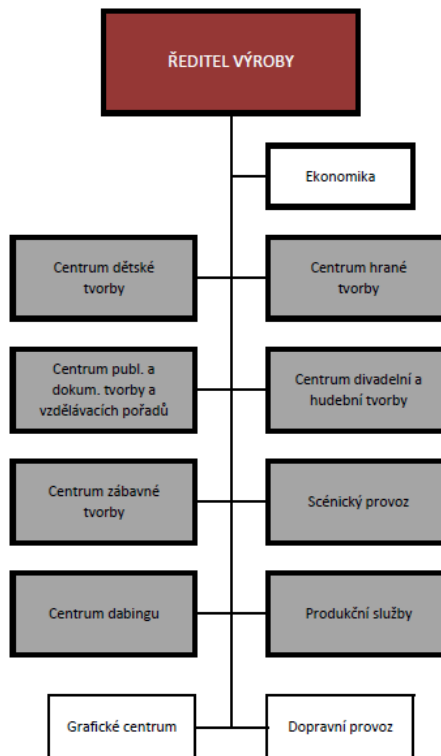 ŘEDITEL VÝROBY
Ekonomika
Centrum dětské
tvorby
Centrum hrané
tvorby
Centrum publ. a
dokum. tvorby a
vzdělávacích pořadů
Centrum divadelní a
hudební tvorby
Centrum zábavné
tvorby
Scénický provoz
Centrum dabingu
Produkční služby
Grafické centrum
Dopravní provoz